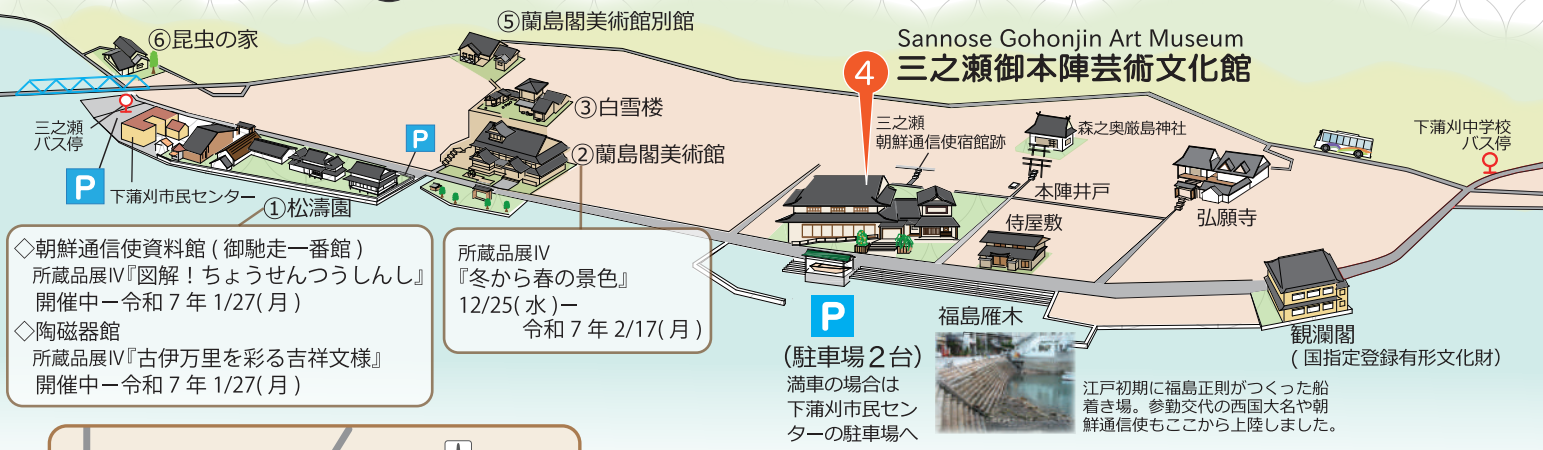 ⑤蘭島閣美術館別館
⑥昆虫の家
Sannose Gohonjin Art Museum
三之瀬御本陣芸術文化館
4
③白雪楼
三之瀬
バス停
P
三之瀬
朝鮮通信使宿館跡
森之奥厳島神社
下蒲刈中学校
バス停
②蘭島閣美術館
P
下蒲刈市民センター
①松濤園
本陣井戸
侍屋敷
弘願寺
◇朝鮮通信使資料館(御馳走一番館)
所蔵品展Ⅳ『図解!ちょうせんつうしんし』
開催中ー令和7年1/27(月)
◇陶磁器館
所蔵品展Ⅳ『古伊万里を彩る吉祥文様』
開催中ー令和7年1/27(月)
所蔵品展Ⅳ
『冬から春の景色』
12/25(水)ー
令和7年2/17(月)
P
(駐車場2台)
満車の場合は
下蒲刈市民セン
ターの駐車場へ
福島雁木
江戸初期に福島正則がつくった船
着き場。参勤交代の西国大名や朝
鮮通信使もここから上陸しました。
観瀾閣
(国指定登録有形文化財)